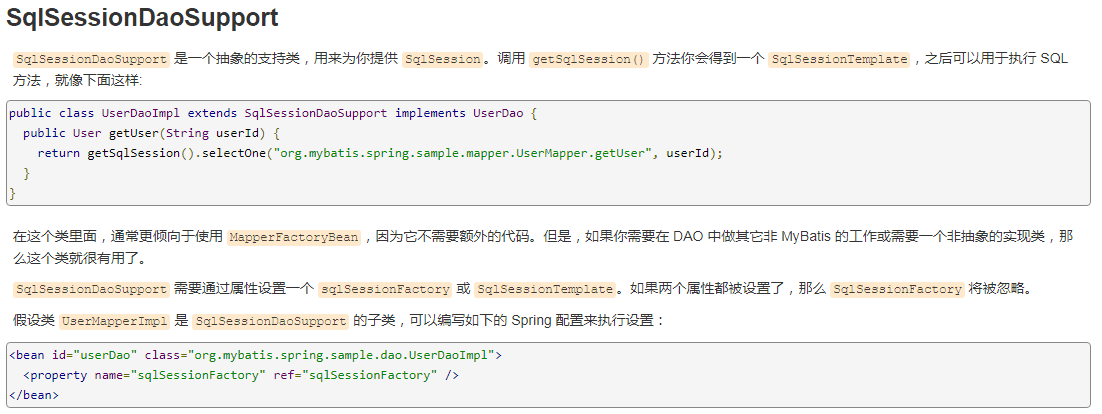 SqlSessionDaoSupport
SqlSessionDaoSupport 是一个抽象的支持类，用来为你提供 SqlSession。调用 getSqlSession() 方法你会得到一个 SqlSessionTemplate，之后可以用于执行 SQL
方法，就像下面这样:
public class UserDaoImpl extends SqlSessionDaoSupport implements UserDao {
  public User getUser(String userId) {
    return getSqlSession().selectOne("org.mybatis.spring.sample.mapper.UserMapper.getUser", userId);
  }
}
在这个类里面，通常更倾向于使用 MapperFactoryBean，因为它不需要额外的代码。但是，如果你需要在 DAO 中做其它非 MyBatis 的工作或需要一个非抽象的实现类，那
么这个类就很有用了。
SqlSessionDaoSupport 需要通过属性设置一个 sqlSessionFactory 或 SqlSessionTemplate。如果两个属性都被设置了，那么 SqlSessionFactory 将被忽略。
假设类 UserMapperImpl 是 SqlSessionDaoSupport 的子类，可以编写如下的 Spring 配置来执行设置：
<bean id="userDao" class="org.mybatis.spring.sample.dao.UserDaoImpl">
  <property name="sqlSessionFactory" ref="sqlSessionFactory" />
</bean>